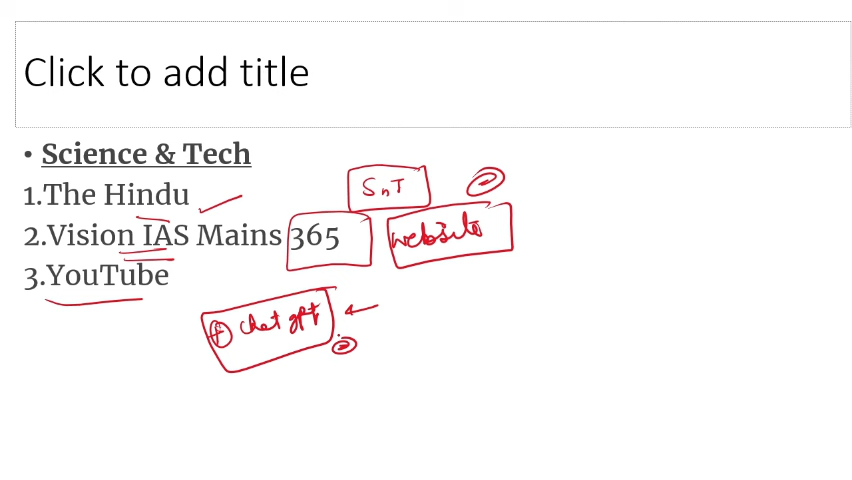 Click to add title
• Science & Tech
SnT
1.The Hindu
2.Vision IAS Mains 365 website
3.YouTube
chat gpt